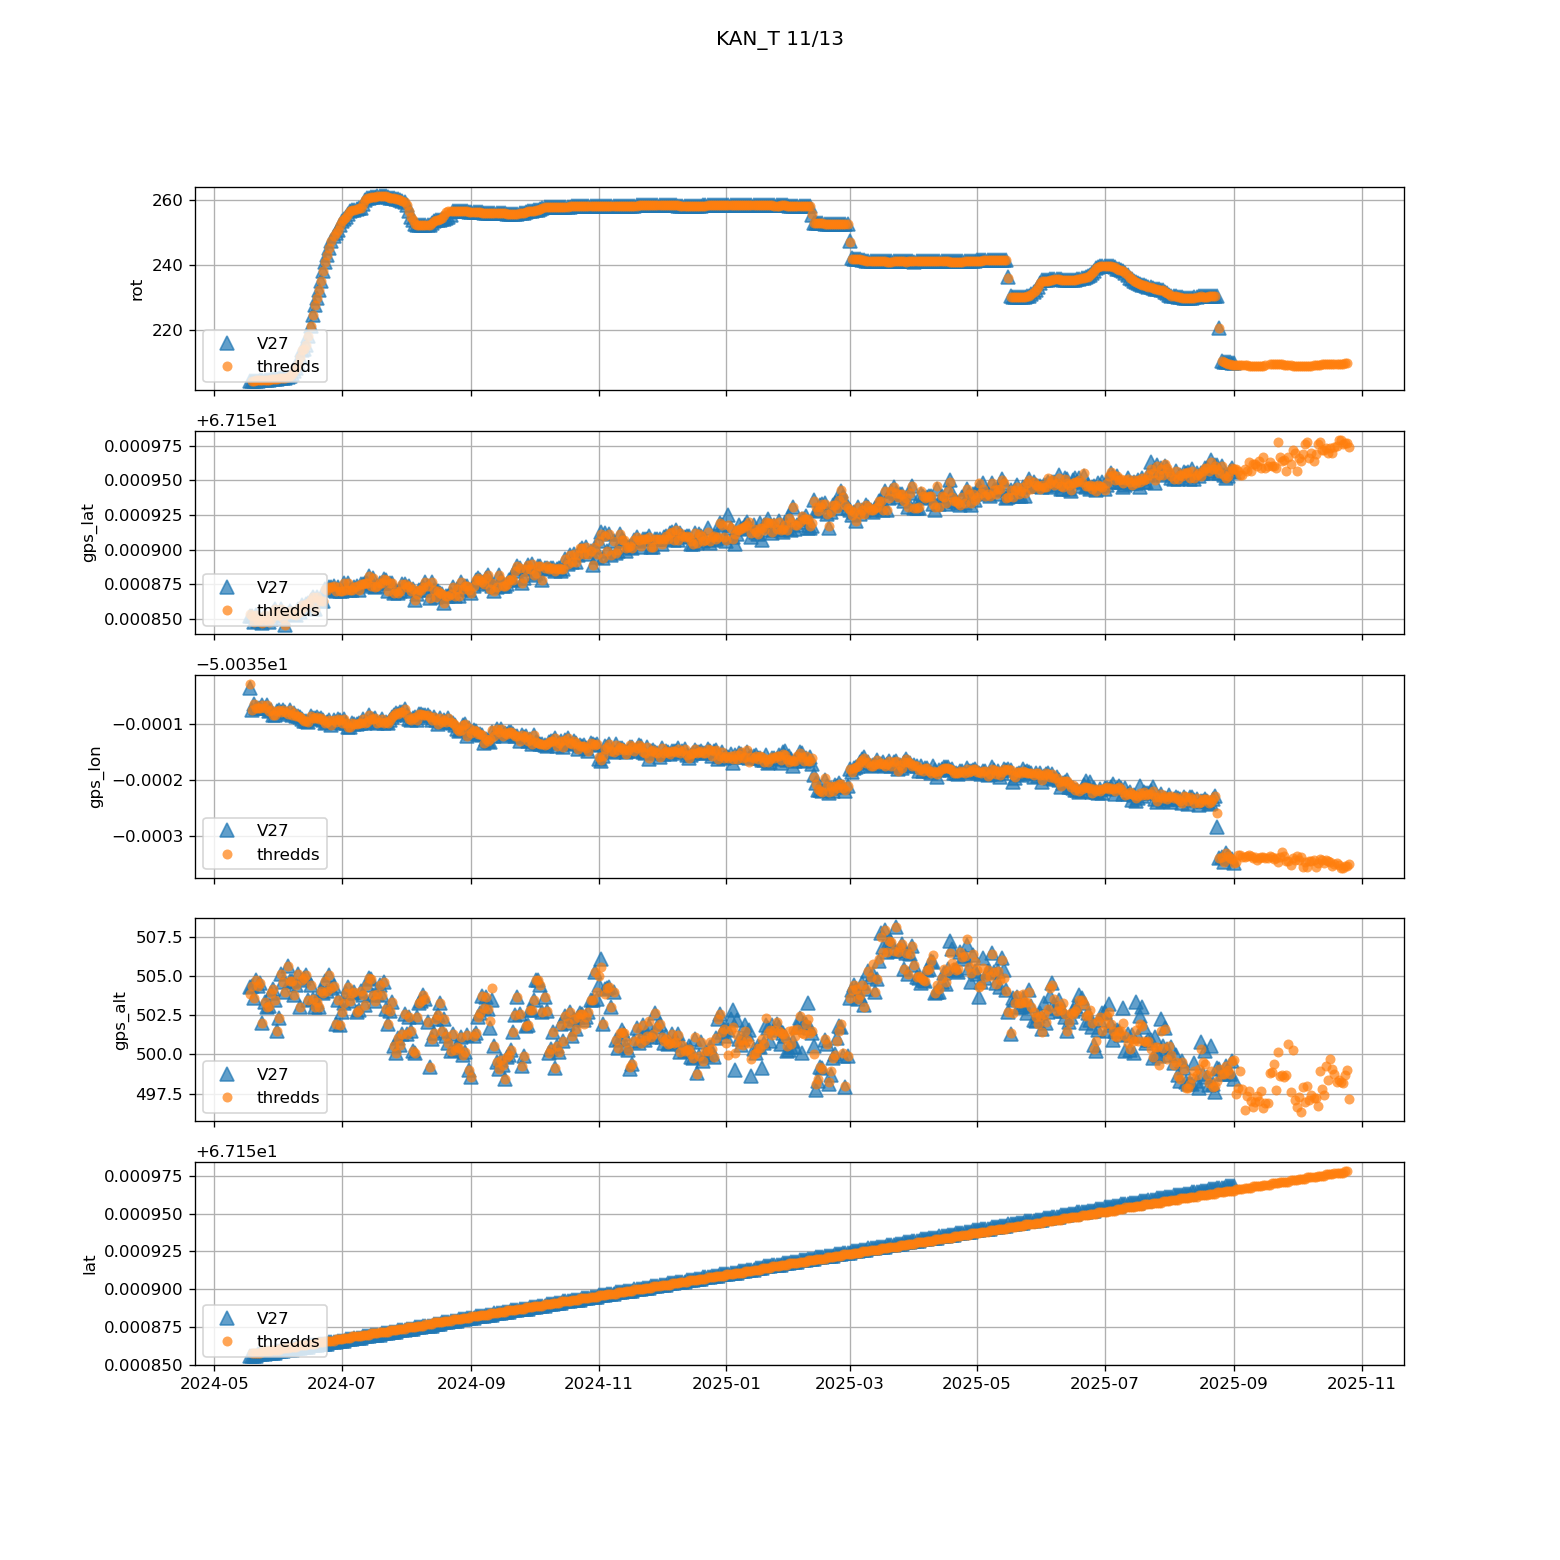 KAN_T 11/13
260
240
220
rot
V27
thredds
+6.715e1
0.000975
0.000950
0.000925
0.000900
0.000875
0.000850
gps_lat
V27
thredds
−5.0035e1
−0.0001
−0.0002
−0.0003
gps_lon
V27
thredds
507.5
505.0
502.5
500.0
497.5
gps_alt
V27
thredds
+6.715e1
0.000975
0.000950
0.000925
0.000900
0.000875
0.000850
lat
V27
thredds
2024-05 2024-07 2024-09 2024-11 2025-01 2025-03 2025-05 2025-07 2025-09 2025-11